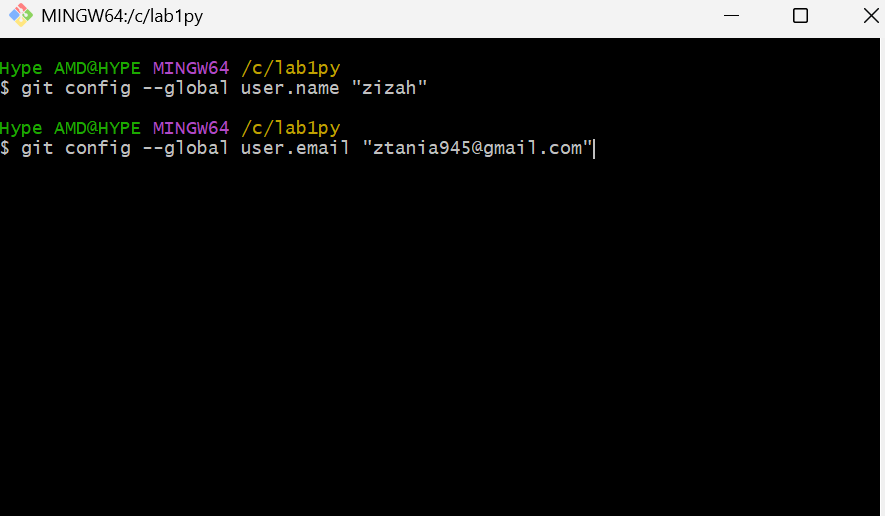 MINGW64:/c/lab1py
Hype AMD@HYPE MINGW64 /c/lab1py
$ git config --global user.name "zizah"
Hype AMD@HYPE MINGW64 /c/lab1py
$ git config --global user.email "ztania945@gmail.com"